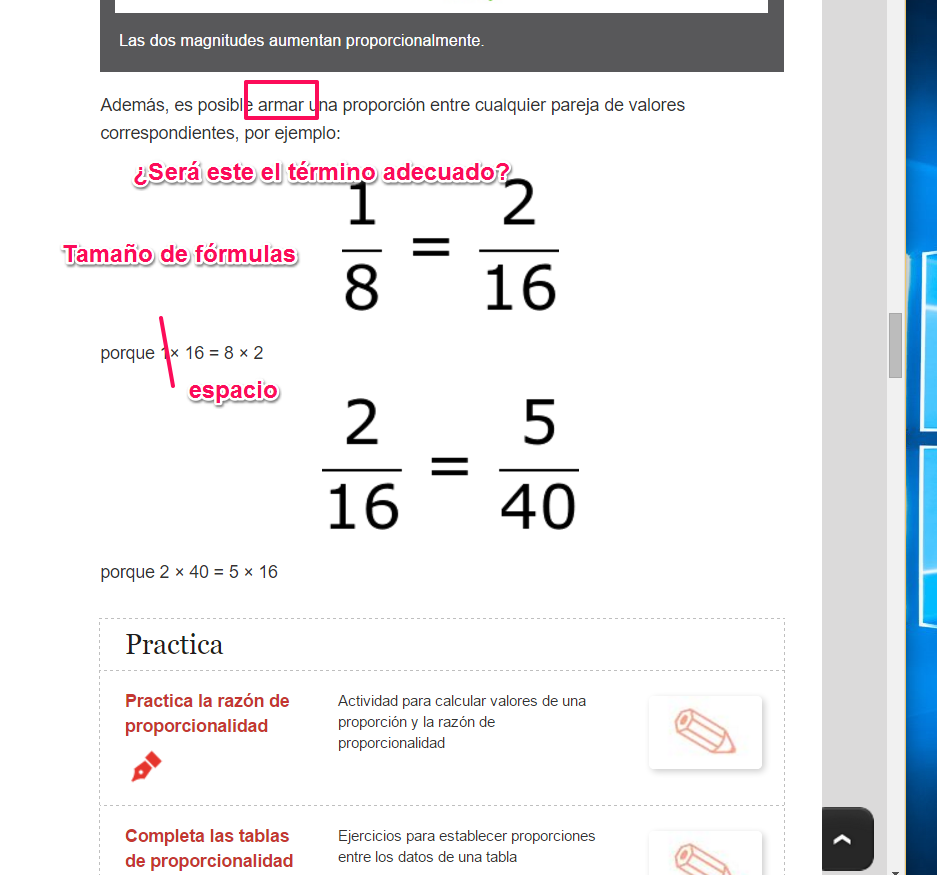 Las dos magnitudes aumentan proporcionalmente.
Además, es posible armar una proporción entre cualquier pareja de valores
correspondientes, por ejemplo:
¿Será este el término adecuado?
1/8 = 2/16
Tamaño de fórmulas
porque 1× 16 = 8 × 2
espacio
2/16 = 5/40
porque 2 × 40 = 5 × 16
Practica
Practica la razón de
proporcionalidad
Actividad para calcular valores de una
proporción y la razón de
proporcionalidad
Completa las tablas
de proporcionalidad
Ejercicios para establecer proporciones
entre los datos de una tabla